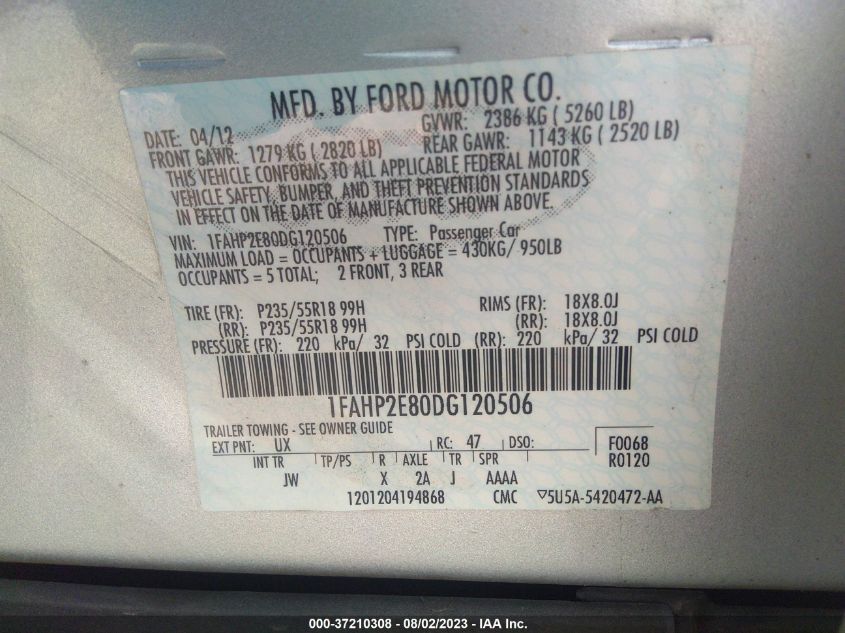 MFD. BY FORD MOTOR CO.
DATE: 04/12 GVWR: 2386 KG ( 5260 LB)
FRONT GAWR: 1279 KG ( 2820 LB) REAR GAWR: 1143 KG ( 2520 LB)
THIS VEHICLE CONFORMS TO ALL APPLICABLE FEDERAL MOTOR
VEHICLE SAFETY, BUMPER, AND THEFT PREVENTION STANDARDS
IN EFFECT ON THE DATE OF MANUFACTURE SHOWN ABOVE.
VIN: 1FAHP2E80DG120506 TYPE: Passenger Car
MAXIMUM LOAD = OCCUPANTS + LUGGAGE = 430KG/ 950LB
OCCUPANTS = 5 TOTAL; 2 FRONT, 3 REAR
TIRE (FR): P235/55R18 99H RIMS (FR): 18X8.0J
(RR): P235/55R18 99H (RR): 18X8.0J
PRESSURE (FR): 220 kPa/ 32 PSI COLD (RR): 220 kPa/ 32 PSI COLD
1FAHP2E80DG120506
TRAILER TOWING - SEE OWNER GUIDE
EXT PNT: UX RC: 47 DSO: F0068
INT TR TP/PS R AXLE TR SPR R0120
JW X 2A J AAAA
1201204194868 CMC ▽5U5A-5420472-AA
000-37210308 - 08/02/2023 - IAA Inc.